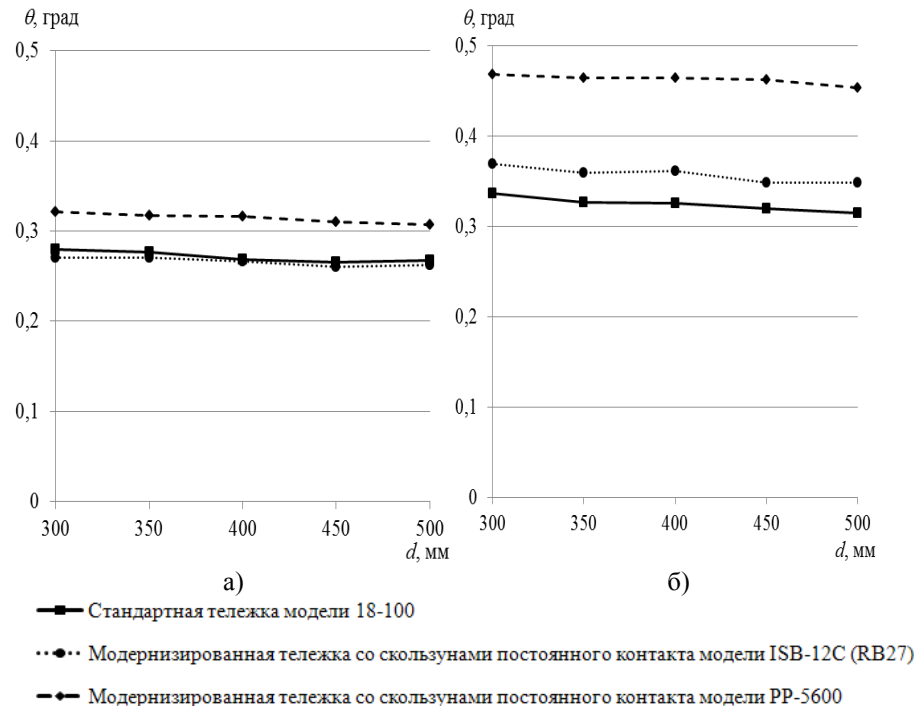 θ, град
0,5
0,4
0,3
0,2
0,1
0
300 350 400 450 500
d, мм
а)
θ, град
0,5
0,4
0,3
0,2
0,1
0
300 350 400 450 500
d, мм
б)
Стандартная тележка модели 18-100
Модернизированная тележка со скользунами постоянного контакта модели ISB-12C (RB27)
Модернизированная тележка со скользунами постоянного контакта модели PP-5600